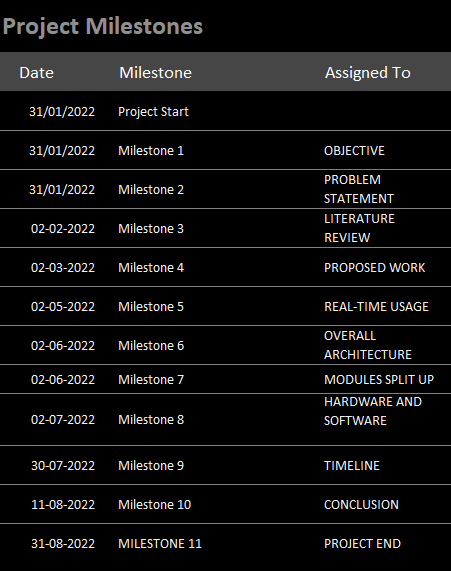 Project Milestones
Date Milestone Assigned To
31/01/2022 Project Start
31/01/2022 Milestone 1 OBJECTIVE
31/01/2022 Milestone 2 PROBLEM
STATEMENT
02-02-2022 Milestone 3 LITERATURE
REVIEW
02-03-2022 Milestone 4 PROPOSED WORK
02-05-2022 Milestone 5 REAL-TIME USAGE
02-06-2022 Milestone 6 OVERALL
ARCHITECTURE
02-06-2022 Milestone 7 MODULES SPLIT UP
02-07-2022 Milestone 8 HARDWARE AND
SOFTWARE
30-07-2022 Milestone 9 TIMELINE
11-08-2022 Milestone 10 CONCLUSION
31-08-2022 MILESTONE 11 PROJECT END